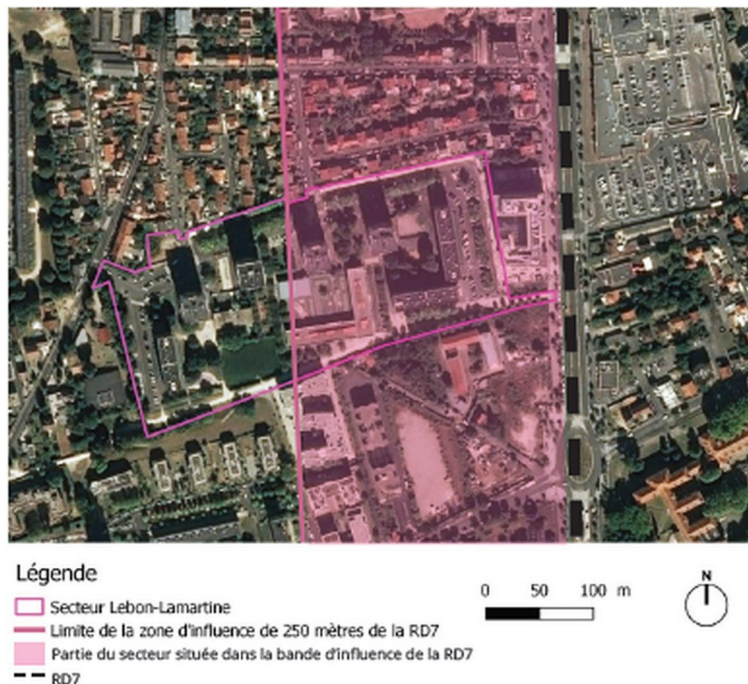 Légende
0 50 100 m
N
Secteur Lebon-Lamartine
Limite de la zone d'influence de 250 mètres de la RD7
Partie du secteur située dans la bande d'influence de la RD7
RD7